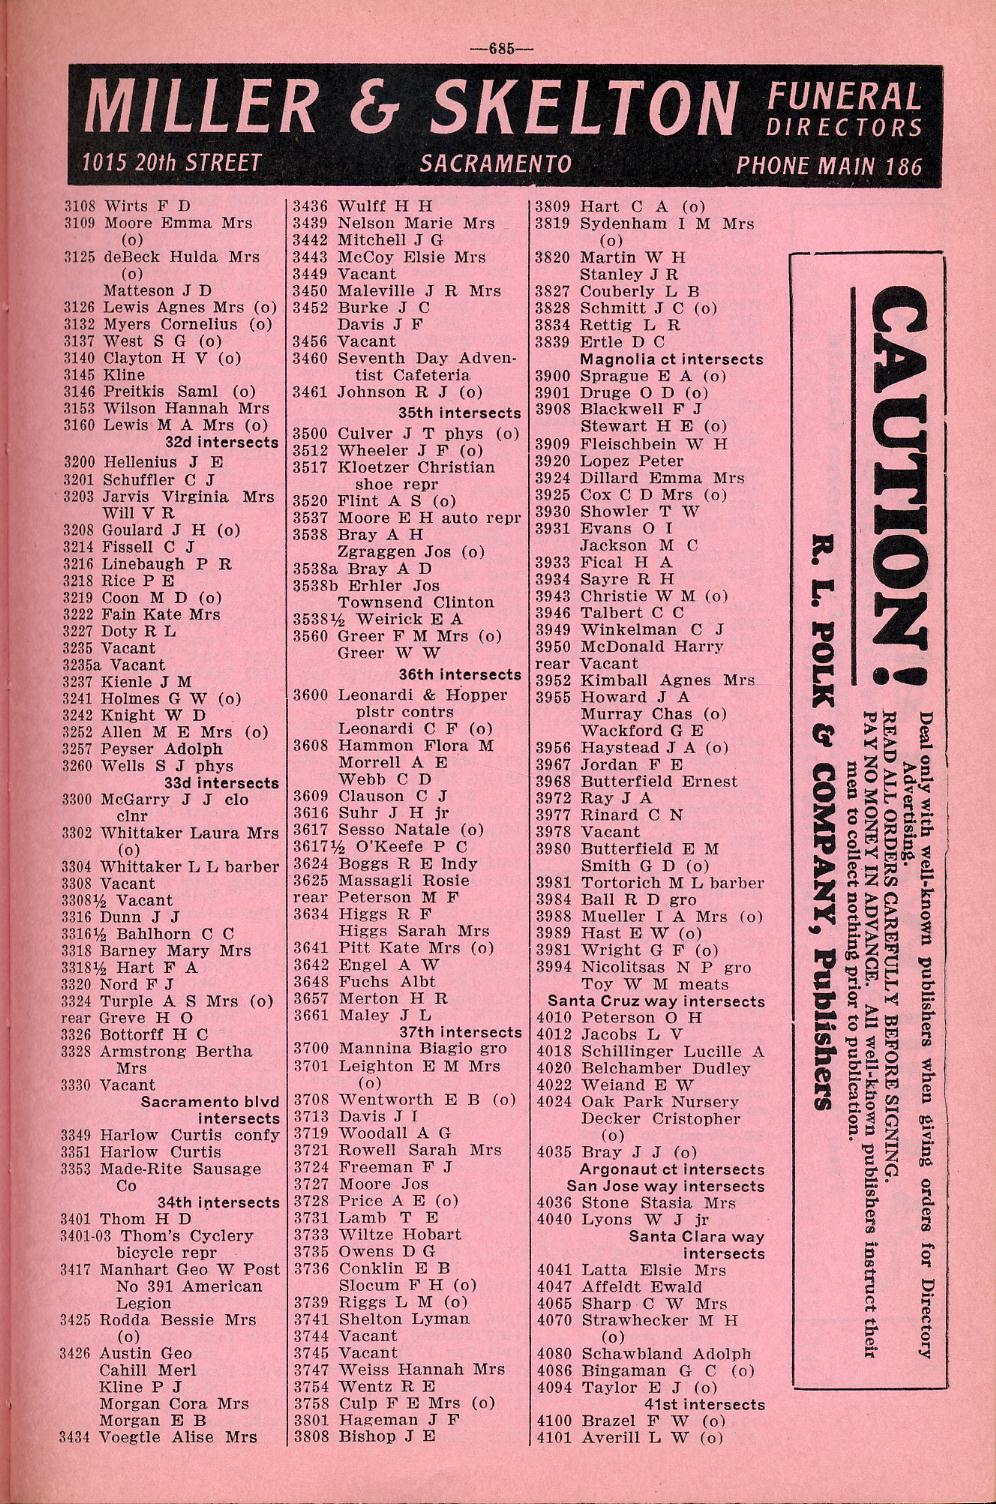 —685—
MILLER & SKELTON
FUNERAL
DIRECTORS
1015 20th STREET
SACRAMENTO
PHONE MAIN 186
3108 Wirts F D
3109 Moore Emma Mrs
(o)
3125 deBeck Hulda Mrs
(o)
Matteson J D
3126 Lewis Agnes Mrs (o)
3132 Myers Cornelius (o)
3137 West S G (o)
3140 Clayton H V (o)
3145 Kline
3146 Preitkis Saml (o)
3153 Wilson Hannah Mrs
3160 Lewis M A Mrs (o)
32d intersects
3200 Hellenius J E
3201 Schuffler C J
3203 Jarvis Virginia Mrs
Will V R
3208 Goulard J H (o)
3214 Fissell C J
3216 Linebaugh P R
3218 Rice P E
3219 Coon M D (o)
3222 Fain Kate Mrs
3227 Doty R L
3235 Vacant
3235a Vacant
3237 Kienle J M
3241 Holmes G W (o)
3242 Knight W D
3252 Allen M E Mrs (o)
3257 Peyser Adolph
3260 Wells S J phys
33d intersects
3300 McGarry J J clo
clnr
3302 Whittaker Laura Mrs
(o)
3304 Whittaker L L barber
3308 Vacant
3308½ Vacant
3316 Dunn J J
3316½ Bahlhorn C C
3318 Barney Mary Mrs
3318½ Hart F A
3320 Nord F J
3324 Turple A S Mrs (o)
rear Greve H O
3326 Bottorff H C
3328 Armstrong Bertha
Mrs
3330 Vacant
Sacramento blvd
intersects
3349 Harlow Curtis confy
3351 Harlow Curtis
3353 Made-Rite Sausage
Co
34th intersects
3401 Thom H D
3401-03 Thom's Cyclery
bicycle repr
3417 Manhart Geo W Post
No 391 American
Legion
3425 Rodda Bessie Mrs
(o)
3426 Austin Geo
Cahill Merl
Kline P J
Morgan Cora Mrs
Morgan E B
3434 Voegtle Alise Mrs
3436 Wulff H H
3439 Nelson Marie Mrs
3442 Mitchell J G
3443 McCoy Elsie Mrs
3449 Vacant
3450 Maleville J R Mrs
3452 Burke J C
Davis J F
3456 Vacant
3460 Seventh Day Adven-
tist Cafeteria
3461 Johnson R J (o)
35th intersects
3500 Culver J T phys (o)
3512 Wheeler J F (o)
3517 Kloetzer Christian
shoe repr
3520 Flint A S (o)
3537 Moore E H auto repr
3538 Bray A H
Zgraggen Jos (o)
3538a Bray A D
3538b Erhler Jos
Townsend Clinton
3538½ Weirick E A
3560 Greer F M Mrs (o)
Greer W W
36th intersects
3600 Leonardi & Hopper
plstr contrs
Leonardi C F (o)
3608 Hammon Flora M
Morrell A E
Webb C D
3609 Clauson C J
3616 Suhr J H jr
3617 Sesso Natale (o)
3617½ O'Keefe P C
3624 Boggs R E lndy
3625 Massagli Rosie
rear Peterson M F
3634 Higgs R F
Higgs Sarah Mrs
3641 Pitt Kate Mrs (o)
3642 Engel A W
3648 Fuchs Albt
3657 Merton H R
3661 Maley J L
37th intersects
3700 Mannina Biagio gro
3701 Leighton E M Mrs
(o)
3708 Wentworth E B (o)
3713 Davis J I
3719 Woodall A G
3721 Rowell Sarah Mrs
3724 Freeman F J
3727 Moore Jos
3728 Price A E (o)
3731 Lamb T E
3733 Wiltze Hobart
3735 Owens D G
3736 Conklin E B
Slocum F H (o)
3739 Riggs L M (o)
3741 Shelton Lyman
3744 Vacant
3745 Vacant
3747 Weiss Hannah Mrs
3754 Wentz R E
3758 Culp F E Mrs (o)
3801 Hageman J F
3808 Bishop J E
3809 Hart C A (o)
3819 Sydenham I M Mrs
(o)
3820 Martin W H
Stanley J R
3827 Couberly L B
3828 Schmitt J C (o)
3834 Rettig L R
3839 Ertle D C
Magnolia ct intersects
3900 Sprague E A (o)
3901 Druge O D (o)
3908 Blackwell F J
Stewart H E (o)
3909 Fleischbein W H
3920 Lopez Peter
3924 Dillard Emma Mrs
3925 Cox C D Mrs (o)
3930 Showler T W
3931 Evans O I
Jackson M C
3933 Fical H A
3934 Sayre R H
3943 Christie W M (o)
3946 Talbert C C
3949 Winkelman C J
3950 McDonald Harry
rear Vacant
3952 Kimball Agnes Mrs
3955 Howard J A
Murray Chas (o)
Wackford G E
3956 Haystead J A (o)
3967 Jordan F E
3968 Butterfield Ernest
3972 Ray J A
3977 Rinard C N
3978 Vacant
3980 Butterfield E M
Smith G D (o)
3981 Tortorich M L barber
3984 Ball R D gro
3988 Mueller I A Mrs (o)
3989 Hast E W (o)
3981 Wright G F (o)
3994 Nicolitsas N P gro
Toy W M meats
Santa Cruz way intersects
4010 Peterson O H
4012 Jacobs L V
4018 Schillinger Lucille A
4020 Belchamber Dudley
4022 Weiand E W
4024 Oak Park Nursery
Decker Cristopher
(o)
4035 Bray J J (o)
Argonaut ct intersects
San Jose way intersects
4036 Stone Stasia Mrs
4040 Lyons W J jr
Santa Clara way
intersects
4041 Latta Elsie Mrs
4047 Affeldt Ewald
4065 Sharp C W Mrs
4070 Strawhecker M H
(o)
4080 Schawbland Adolph
4086 Bingaman G C (o)
4094 Taylor E J (o)
41st intersects
4100 Brazel F W (o)
4101 Averill L W (o)
CAUTION!
Deal only with well-known publishers when giving orders for Directory
Advertising.
READ ALL ORDERS CAREFULLY BEFORE SIGNING.
PAY NO MONEY IN ADVANCE. All well-known publishers instruct their
men to collect nothing prior to publication.
R. L. POLK & COMPANY, Publishers